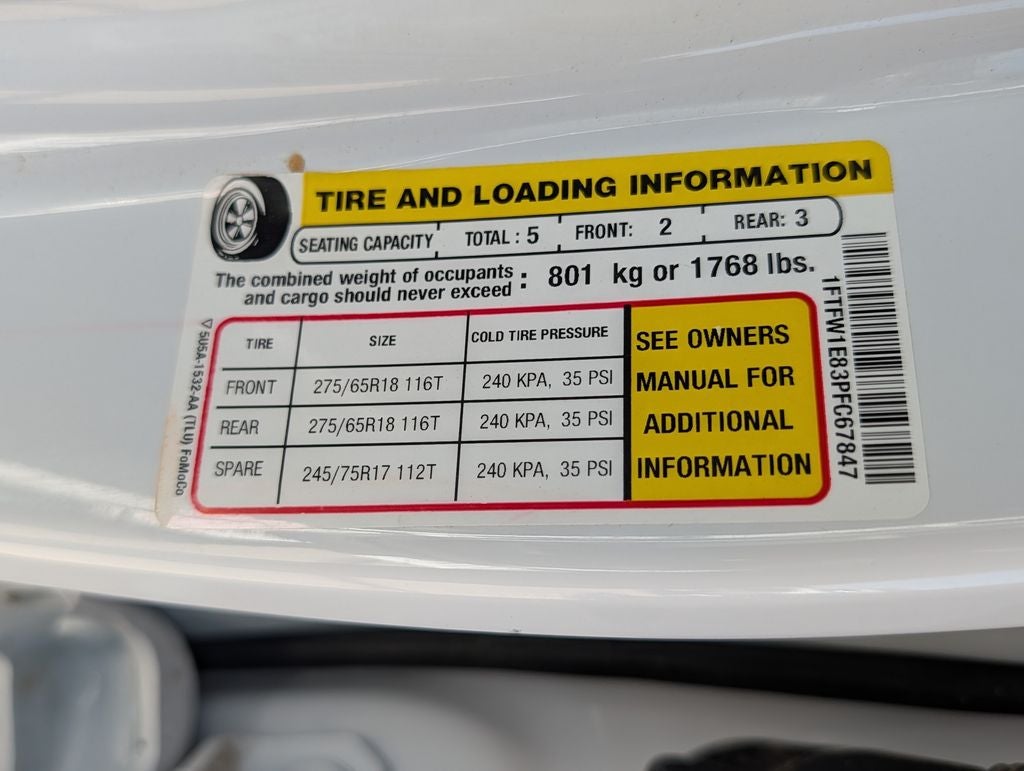 TIRE AND LOADING INFORMATION
SEATING CAPACITY TOTAL : 5 FRONT: 2 REAR: 3
The combined weight of occupants
and cargo should never exceed : 801 kg or 1768 lbs.
TIRE SIZE COLD TIRE PRESSURE
FRONT 275/65R18 116T 240 KPA, 35 PSI
REAR 275/65R18 116T 240 KPA, 35 PSI
SPARE 245/75R17 112T 240 KPA, 35 PSI
SEE OWNERS
MANUAL FOR
ADDITIONAL
INFORMATION
5U5A-1532-AA (TLU) FoMoCo
1FTFW1E83PFC67847